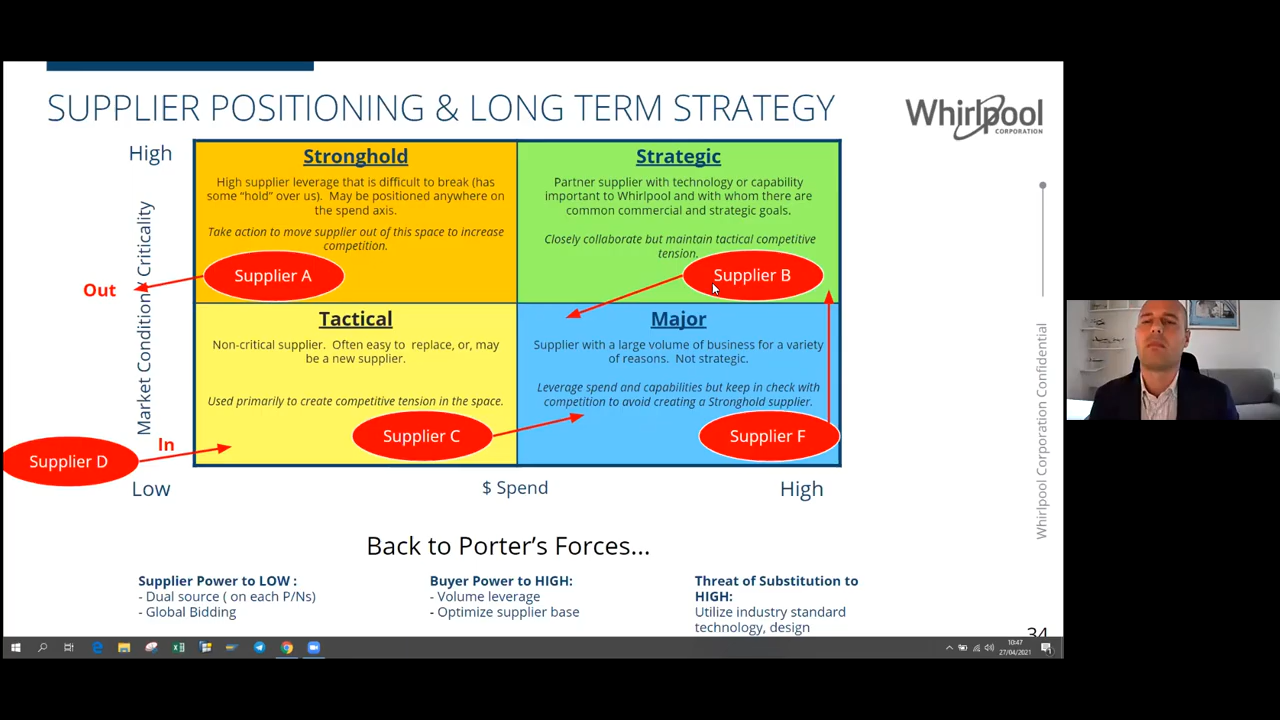 SUPPLIER POSITIONING & LONG TERM STRATEGY
Whirlpool
CORPORATION
High
Market Condition / Criticality
Low
Stronghold
High supplier leverage that is difficult to break (has
some “hold” over us). May be positioned anywhere on
the spend axis.
Take action to move supplier out of this space to increase
competition.
Supplier A
Out
Strategic
Partner supplier with technology or capability
important to Whirlpool and with whom there are
common commercial and strategic goals.
Closely collaborate but maintain tactical competitive
tension.
Supplier B
Tactical
Non-critical supplier. Often easy to replace, or, may
be a new supplier.
Used primarily to create competitive tension in the space.
Supplier C
In
Supplier D
Major
Supplier with a large volume of business for a variety
of reasons. Not strategic.
Leverage spend and capabilities but keep in check with
competition to avoid creating a Stronghold supplier.
Supplier F
$ Spend
High
Whirlpool Corporation Confidential
Back to Porter’s Forces...
Supplier Power to LOW :
- Dual source ( on each P/Ns)
- Global Bidding
Buyer Power to HIGH:
- Volume leverage
- Optimize supplier base
Threat of Substitution to
HIGH:
Utilize industry standard
technology, design
34
10:47
27/04/2021